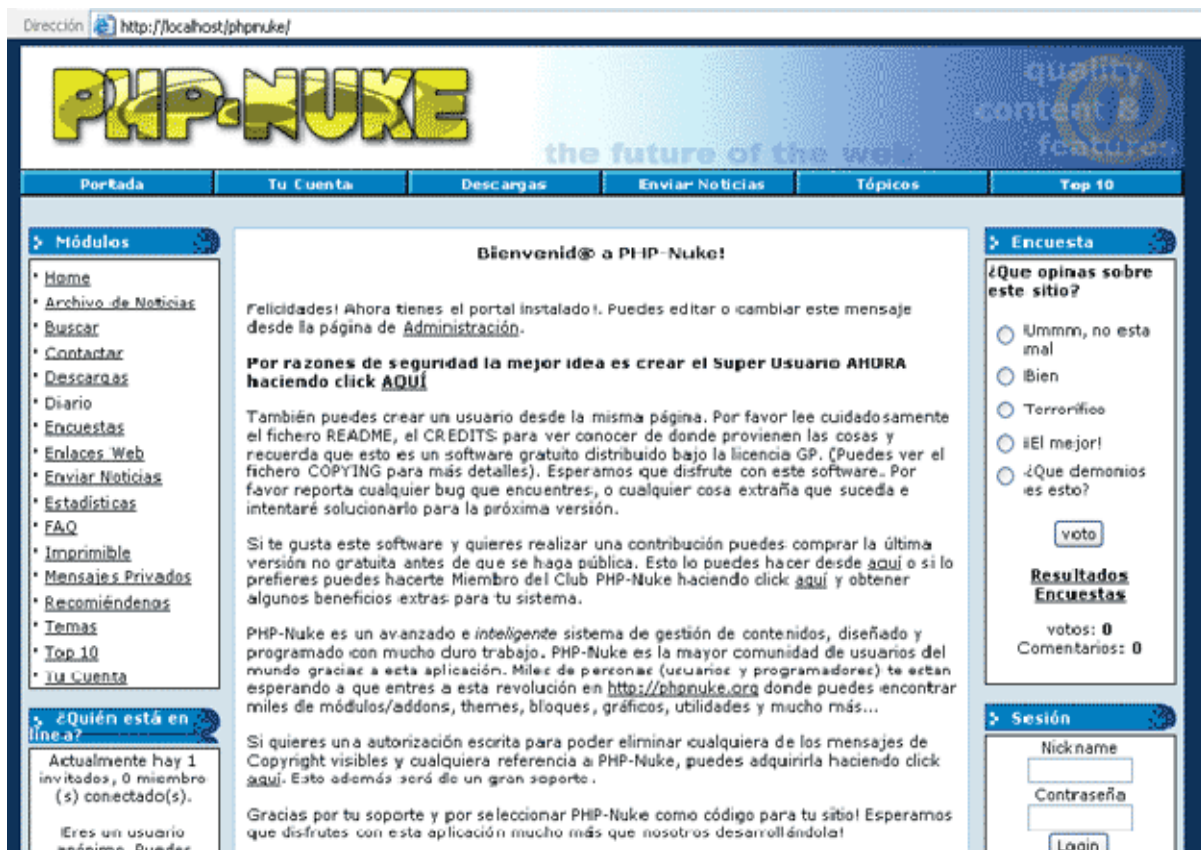 Dirección http://localhost/phpnuke/
PHP-NUKE
quality
content &
features
the future of the web
Portada Tu Cuenta Descargas Enviar Noticias Tópicos Top 10
Módulos
· Home
· Archivo de Noticias
· Buscar
· Contactar
· Descargas
· Diario
· Encuestas
· Enlaces Web
· Enviar Noticias
· Estadísticas
· FAQ
· Imprimible
· Mensajes Privados
· Recomiéndenos
· Temas
· Top 10
· Tu Cuenta
¿Quién está en
línea?
Actualmente hay 1
invitados, 0 miembro
(s) conectado(s).
Eres un usuario
anónimo. Puedes
Bienvenid@ a PHP-Nuke!
Felicidades! Ahora tienes el portal instalado!. Puedes editar o cambiar este mensaje
desde la página de Administración.
Por razones de seguridad la mejor idea es crear el Super Usuario AHORA
haciendo click AQUÍ
También puedes crear un usuario desde la misma página. Por favor lee cuidadosamente
el fichero README, el CREDITS para ver conocer de donde provienen las cosas y
recuerda que esto es un software gratuito distribuido bajo la licencia GP. (Puedes ver el
fichero COPYING para más detalles). Esperamos que disfrute con este software. Por
favor reporta cualquier bug que encuentres, o cualquier cosa extraña que suceda e
intentaré solucionarlo para la próxima versión.
Si te gusta este software y quieres realizar una contribución puedes comprar la última
versión no gratuita antes de que se haga pública. Esto lo puedes hacer desde aquí o si lo
prefieres puedes hacerte Miembro del Club PHP-Nuke haciendo click aquí y obtener
algunos beneficios extras para tu sistema.
PHP-Nuke es un avanzado e inteligente sistema de gestión de contenidos, diseñado y
programado con mucho duro trabajo. PHP-Nuke es la mayor comunidad de usuarios del
mundo gracias a esta aplicación. Miles de personas (usuarios y programadores) te estan
esperando a que entres a esta revolución en http://phpnuke.org donde puedes encontrar
miles de módulos/addons, themes, bloques, gráficos, utilidades y mucho más...
Si quieres una autorización escrita para poder eliminar cualquiera de los mensajes de
Copyright visibles y cualquiera referencia a PHP-Nuke, puedes adquirirla haciendo click
aquí. Esto además será de un gran soporte.
Gracias por tu soporte y por seleccionar PHP-Nuke como código para tu sitio! Esperamos
que disfrutes con esta aplicación mucho más que nosotros desarrollándola!
Encuesta
¿Que opinas sobre
este sitio?
Ummm, no esta
mal
Bien
Terrorífico
¡El mejor!
¿Que demonios
es esto?
voto
Resultados
Encuestas
votos: 0
Comentarios: 0
Sesión
Nickname
Contraseña
Login